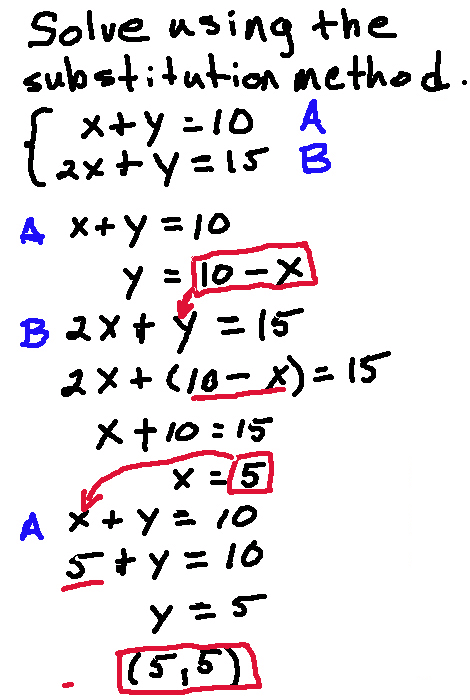 Solve using the
substitution method.
x+y=10 A
2x+y=15 B
A x+y=10
y=10-x
B 2x+y=15
2x+(10-x)=15
x+10=15
x=5
A x+y=10
5+y=10
y=5
(5,5)